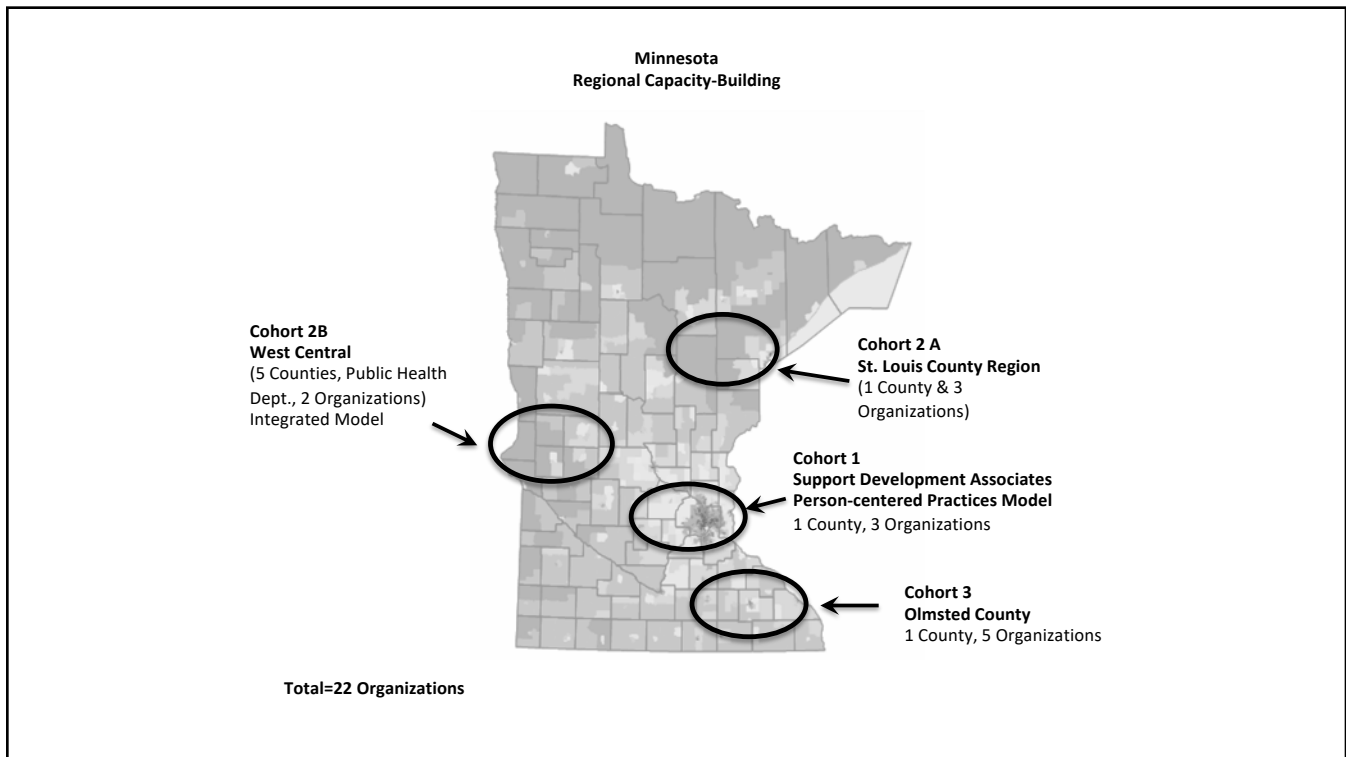 Minnesota
Regional Capacity-Building
Cohort 2B
West Central
(5 Counties, Public Health
Dept., 2 Organizations)
Integrated Model
Cohort 2 A
St. Louis County Region
(1 County & 3
Organizations)
Cohort 1
Support Development Associates
Person-centered Practices Model
1 County, 3 Organizations
Cohort 3
Olmsted County
1 County, 5 Organizations
Total=22 Organizations